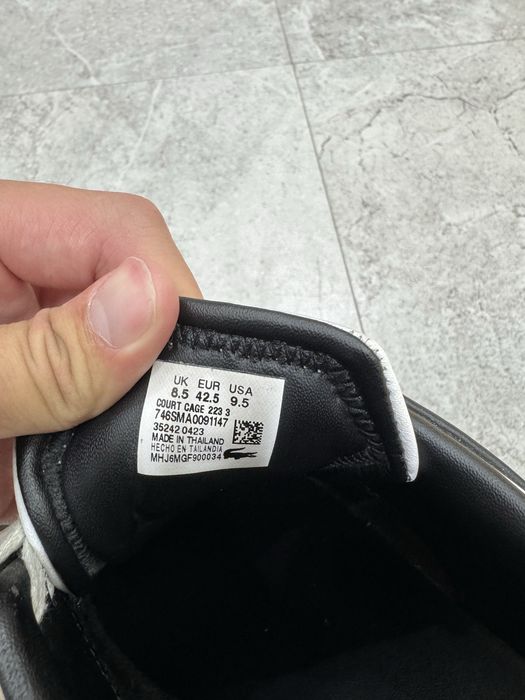 UK EUR USA
8.5 42.5 9.5
COURT CAGE 223 3
746SMA0091147
35242 0423
MADE IN THAILAND
HECHO EN TAILANDIA
MHJ6MGF900034